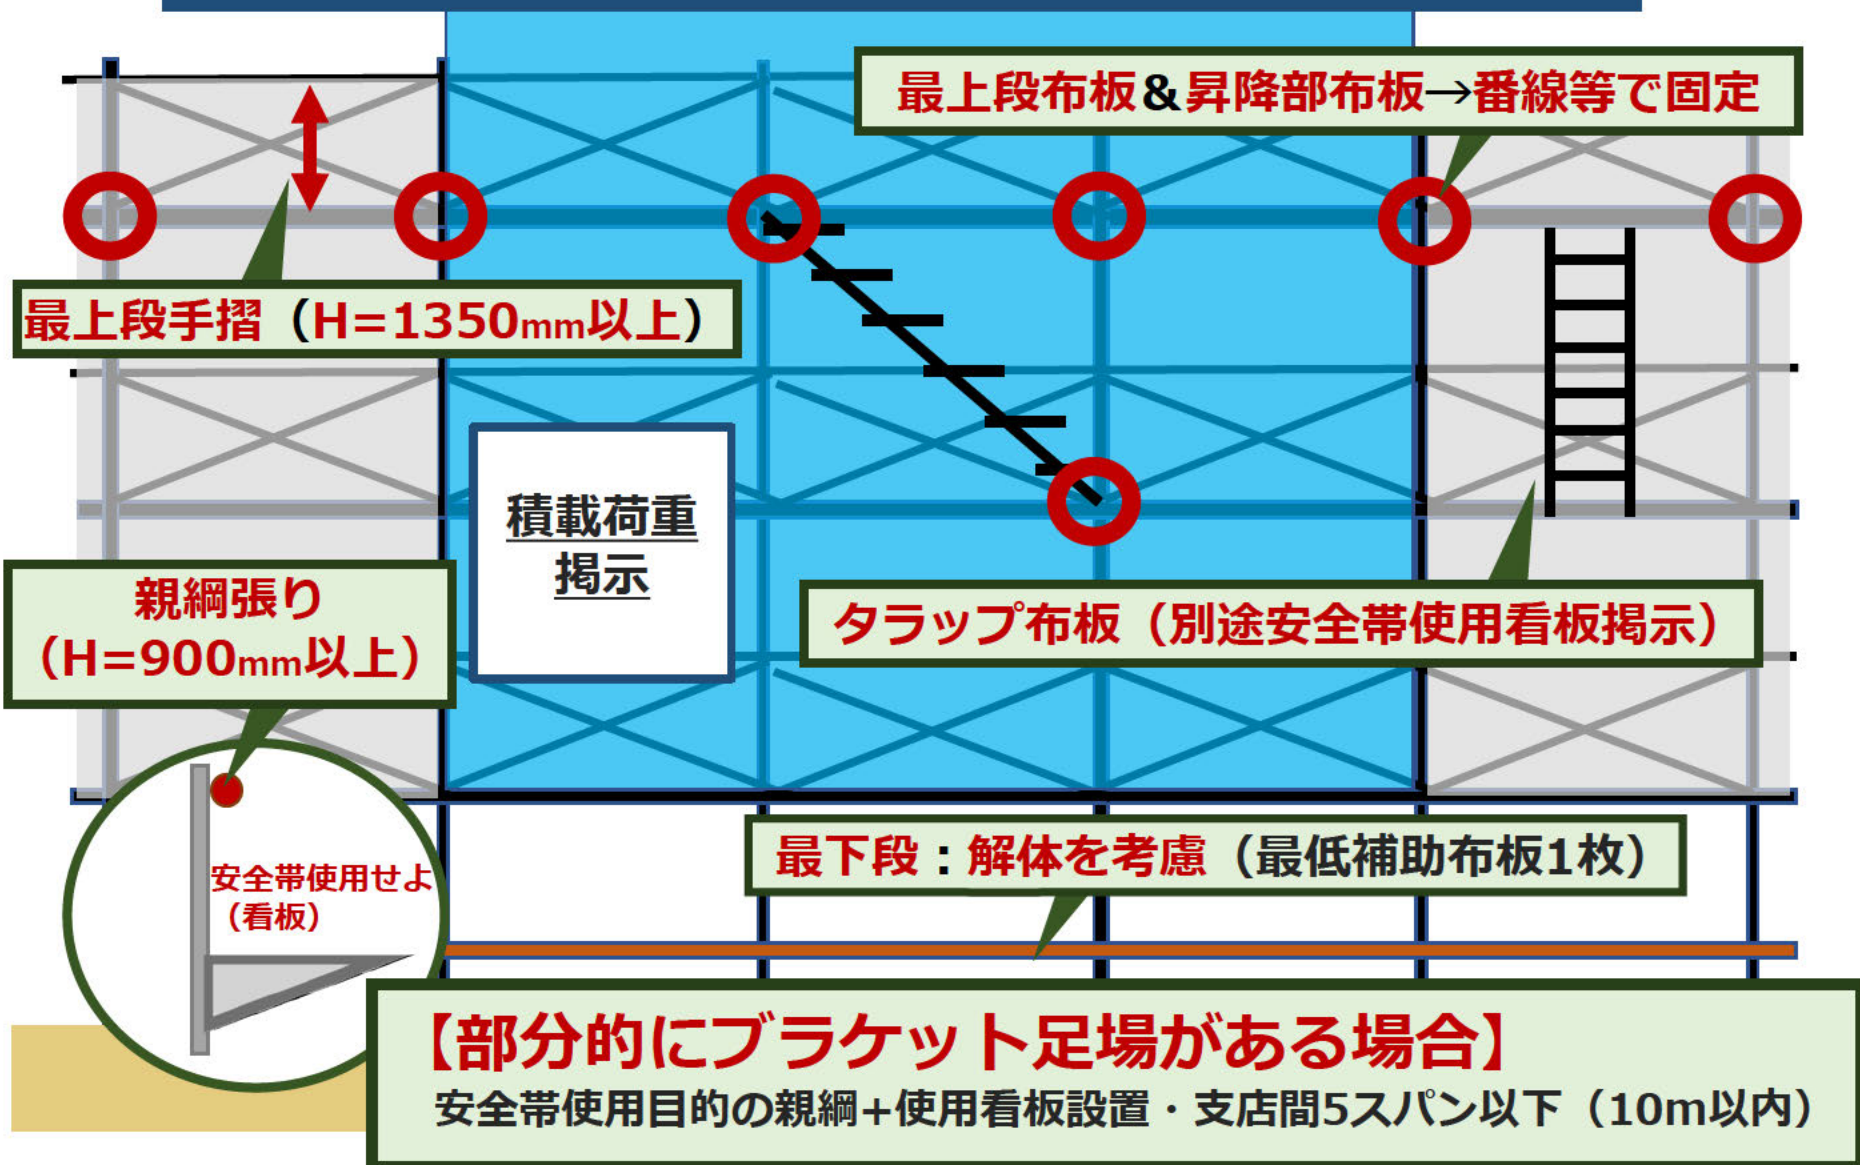 最上段布板&昇降部布板→番線等で固定
最上段手摺（H=1350mm以上）
積載荷重
掲示
親綱張り
（H=900mm以上）
タラップ布板（別途安全帯使用看板掲示）
最下段：解体を考慮（最低補助布板1枚）
安全帯使用せよ
（看板）
【部分的にブラケット足場がある場合】
安全帯使用目的の親綱+使用看板設置・支店間5スパン以下（10m以内）